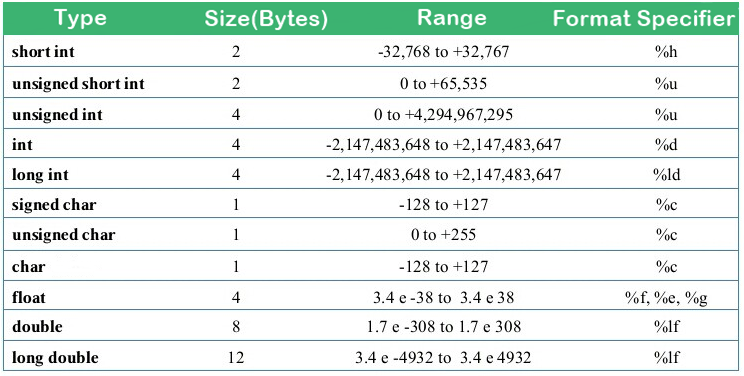 Type Size(Bytes) Range Format Specifier
short int 2 -32,768 to +32,767 %h
unsigned short int 2 0 to +65,535 %u
unsigned int 4 0 to +4,294,967,295 %u
int 4 -2,147,483,648 to +2,147,483,647 %d
long int 4 -2,147,483,648 to +2,147,483,647 %ld
signed char 1 -128 to +127 %c
unsigned char 1 0 to +255 %c
char 1 -128 to +127 %c
float 4 3.4 e -38 to 3.4 e 38 %f, %e, %g
double 8 1.7 e -308 to 1.7 e 308 %lf
long double 12 3.4 e -4932 to 3.4 e 4932 %lf